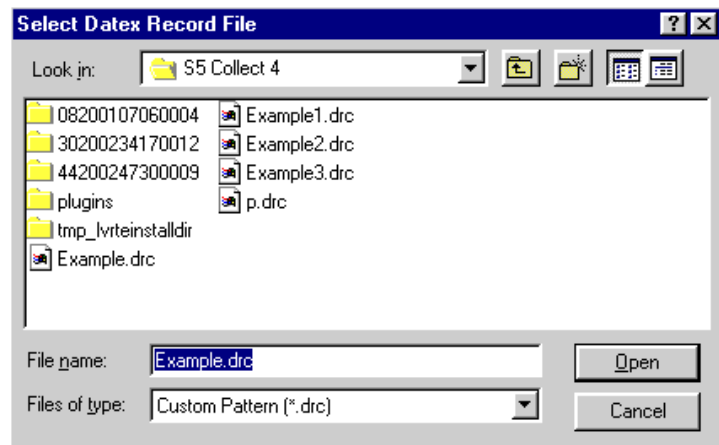 Select Datex Record File
Look in: S5 Collect 4
08200107060004 Example1.drc
30200234170012 Example2.drc
44200247300009 Example3.drc
plugins p.drc
tmp_lvrteinstalldir
Example.drc
File name: Example.drc Open
Files of type: Custom Pattern (*.drc) Cancel